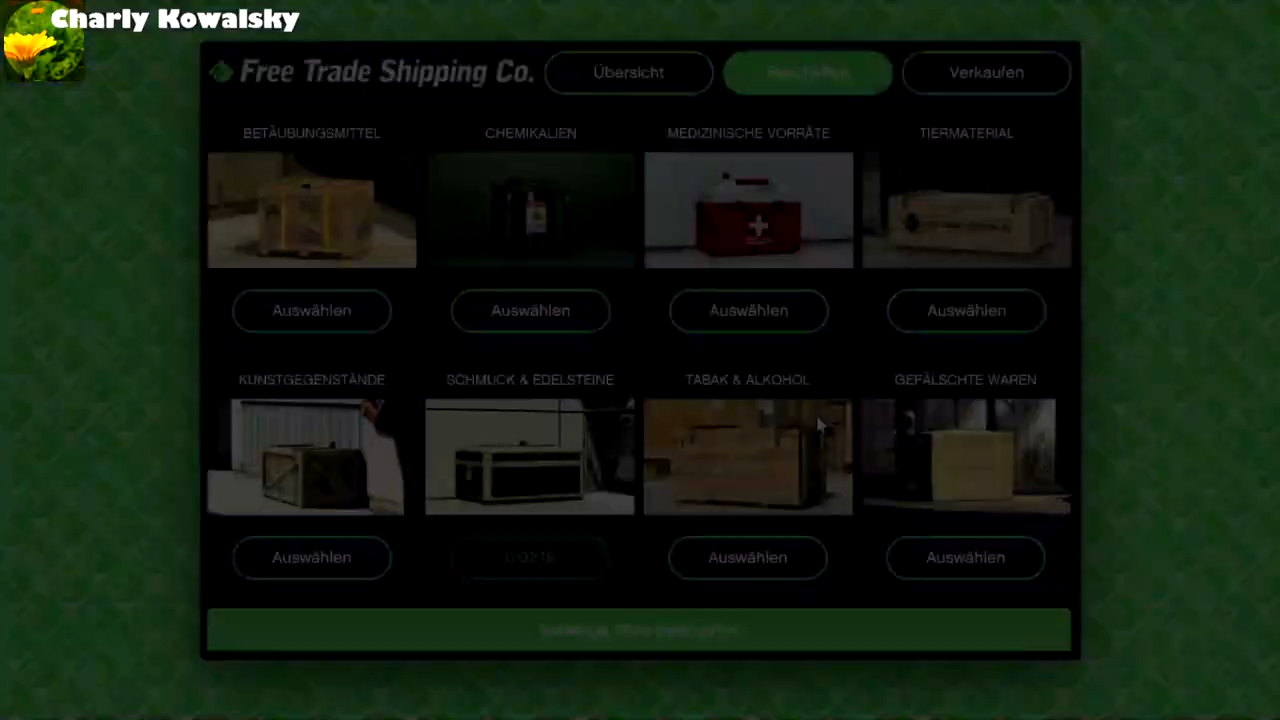 Charly Kowalsky
Free Trade Shipping Co.
Übersicht
Verkaufen
BETÄUBUNGSMITTEL
CHEMIKALIEN
MEDIZINISCHE VORRÄTE
TIERMATERIAL
Auswählen
Auswählen
Auswählen
Auswählen
KUNSTGEGENSTÄNDE
SCHMUCK & EDELSTEINE
TABAK & ALKOHOL
GEFÄLSCHTE WAREN
Auswählen
Auswählen
Auswählen